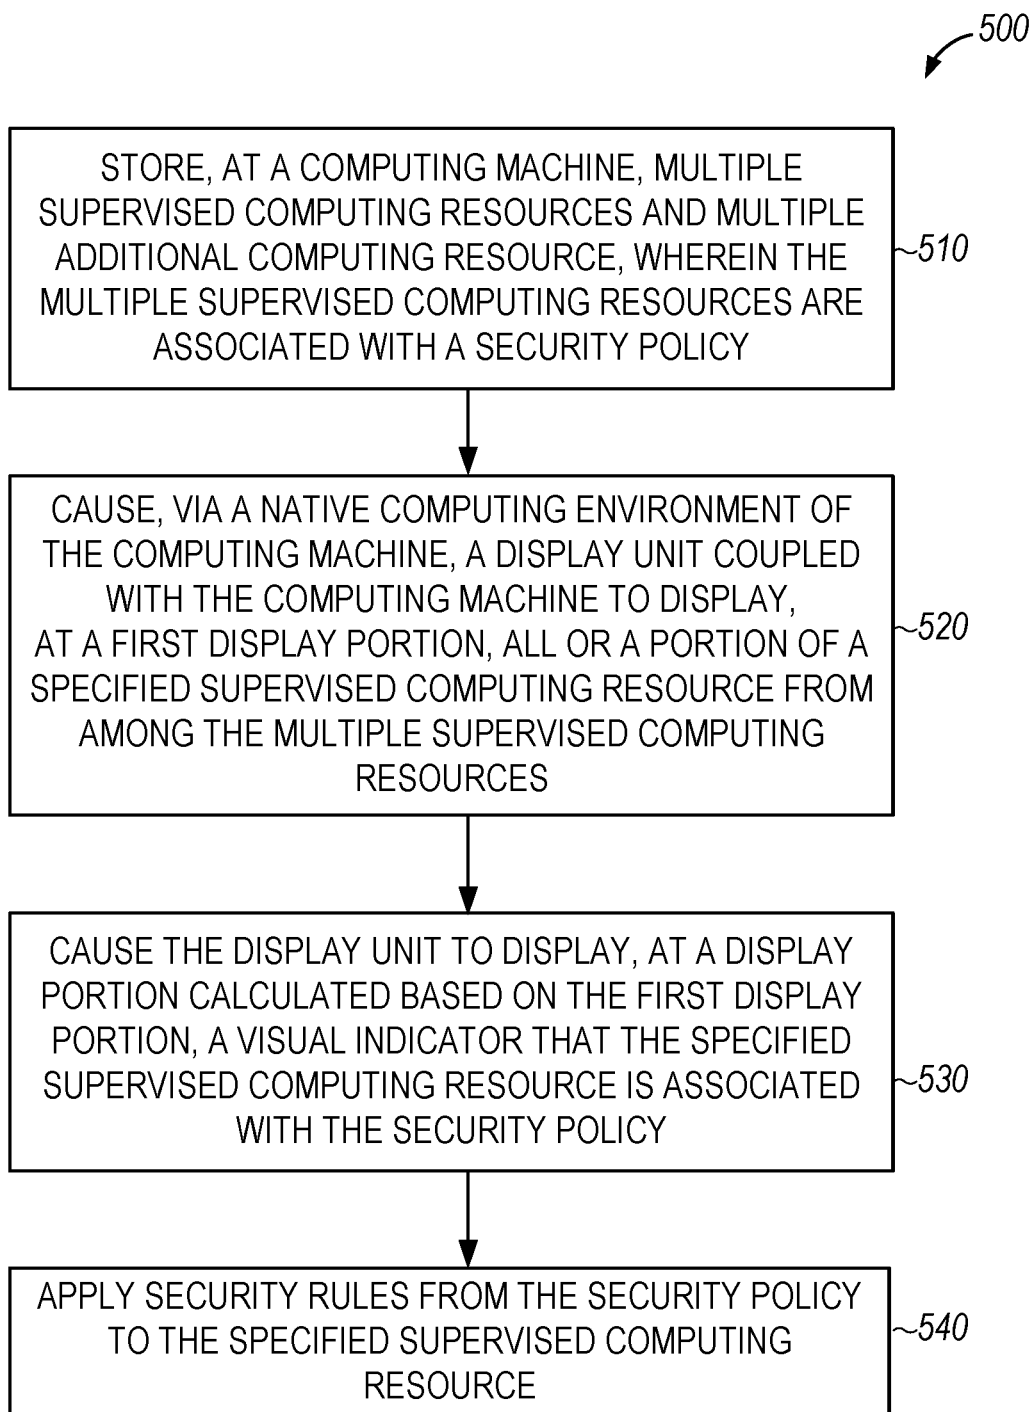 500
STORE, AT A COMPUTING MACHINE, MULTIPLE
SUPERVISED COMPUTING RESOURCES AND MULTIPLE
ADDITIONAL COMPUTING RESOURCE, WHEREIN THE
MULTIPLE SUPERVISED COMPUTING RESOURCES ARE
ASSOCIATED WITH A SECURITY POLICY
510
CAUSE, VIA A NATIVE COMPUTING ENVIRONMENT OF
THE COMPUTING MACHINE, A DISPLAY UNIT COUPLED
WITH THE COMPUTING MACHINE TO DISPLAY,
AT A FIRST DISPLAY PORTION, ALL OR A PORTION OF A
SPECIFIED SUPERVISED COMPUTING RESOURCE FROM
AMONG THE MULTIPLE SUPERVISED COMPUTING
RESOURCES
520
CAUSE THE DISPLAY UNIT TO DISPLAY, AT A DISPLAY
PORTION CALCULATED BASED ON THE FIRST DISPLAY
PORTION, A VISUAL INDICATOR THAT THE SPECIFIED
SUPERVISED COMPUTING RESOURCE IS ASSOCIATED
WITH THE SECURITY POLICY
530
APPLY SECURITY RULES FROM THE SECURITY POLICY
TO THE SPECIFIED SUPERVISED COMPUTING
RESOURCE
540